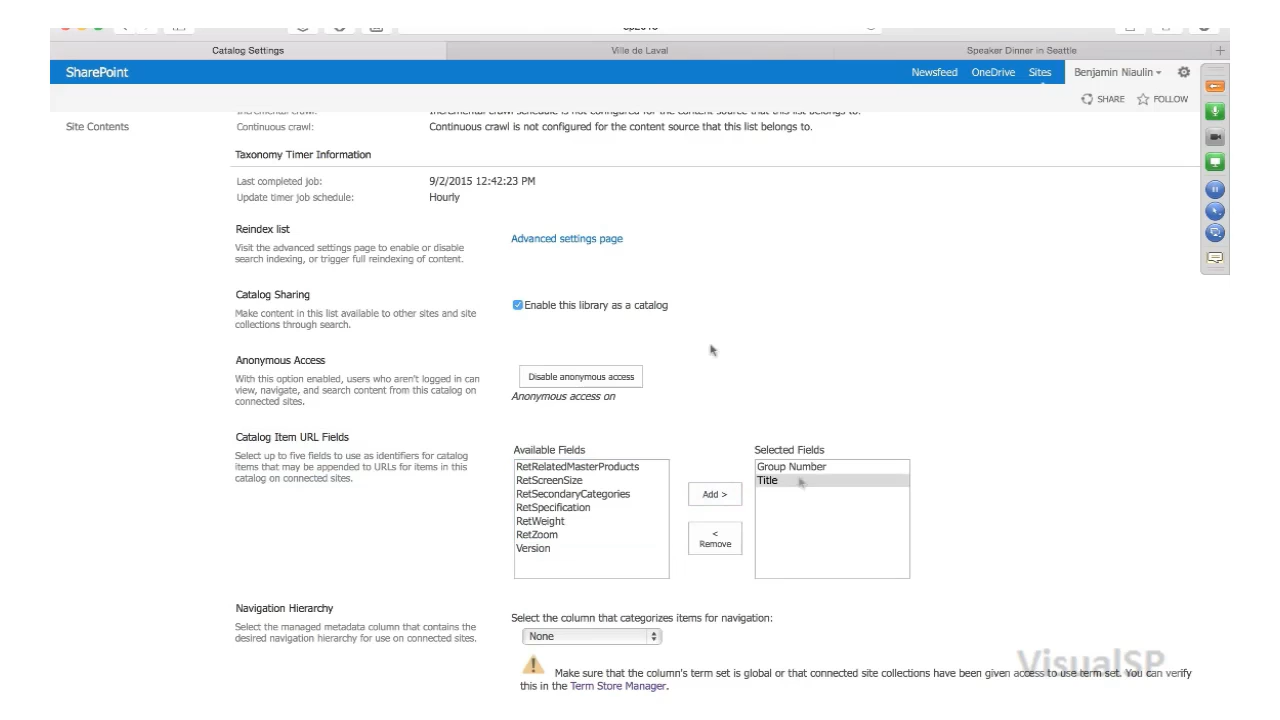 sp2013
Catalog Settings
Ville de Laval
Speaker Dinner in Seattle
SharePoint
Newsfeed OneDrive Sites Benjamin Niaulin
SHARE FOLLOW
Site Contents
Continuous crawl: Continuous crawl is not configured for the content source that this list belongs to.
Taxonomy Timer Information
Last completed job: 9/2/2015 12:42:23 PM
Update timer job schedule: Hourly
Reindex list
Visit the advanced settings page to enable or disable
search indexing, or trigger full reindexing of content.
Advanced settings page
Catalog Sharing
Make content in this list available to other sites and site
collections through search.
Enable this library as a catalog
Anonymous Access
With this option enabled, users who aren't logged in can
view, navigate, and search content from this catalog on
connected sites.
Disable anonymous access
Anonymous access on
Catalog Item URL Fields
Select up to five fields to use as identifiers for catalog
items that may be appended to URLs for items in this
catalog on connected sites.
Available Fields
RetRelatedMasterProducts
RetScreenSize
RetSecondaryCategories
RetSpecification
RetWeight
RetZoom
Version
Add >
<
Remove
Selected Fields
Group Number
Title
Navigation Hierarchy
Select the managed metadata column that contains the
desired navigation hierarchy for use on connected sites.
Select the column that categorizes items for navigation:
None
Make sure that the column's term set is global or that connected site collections have been given access to use term set. You can verify
this in the Term Store Manager.
VisualSP